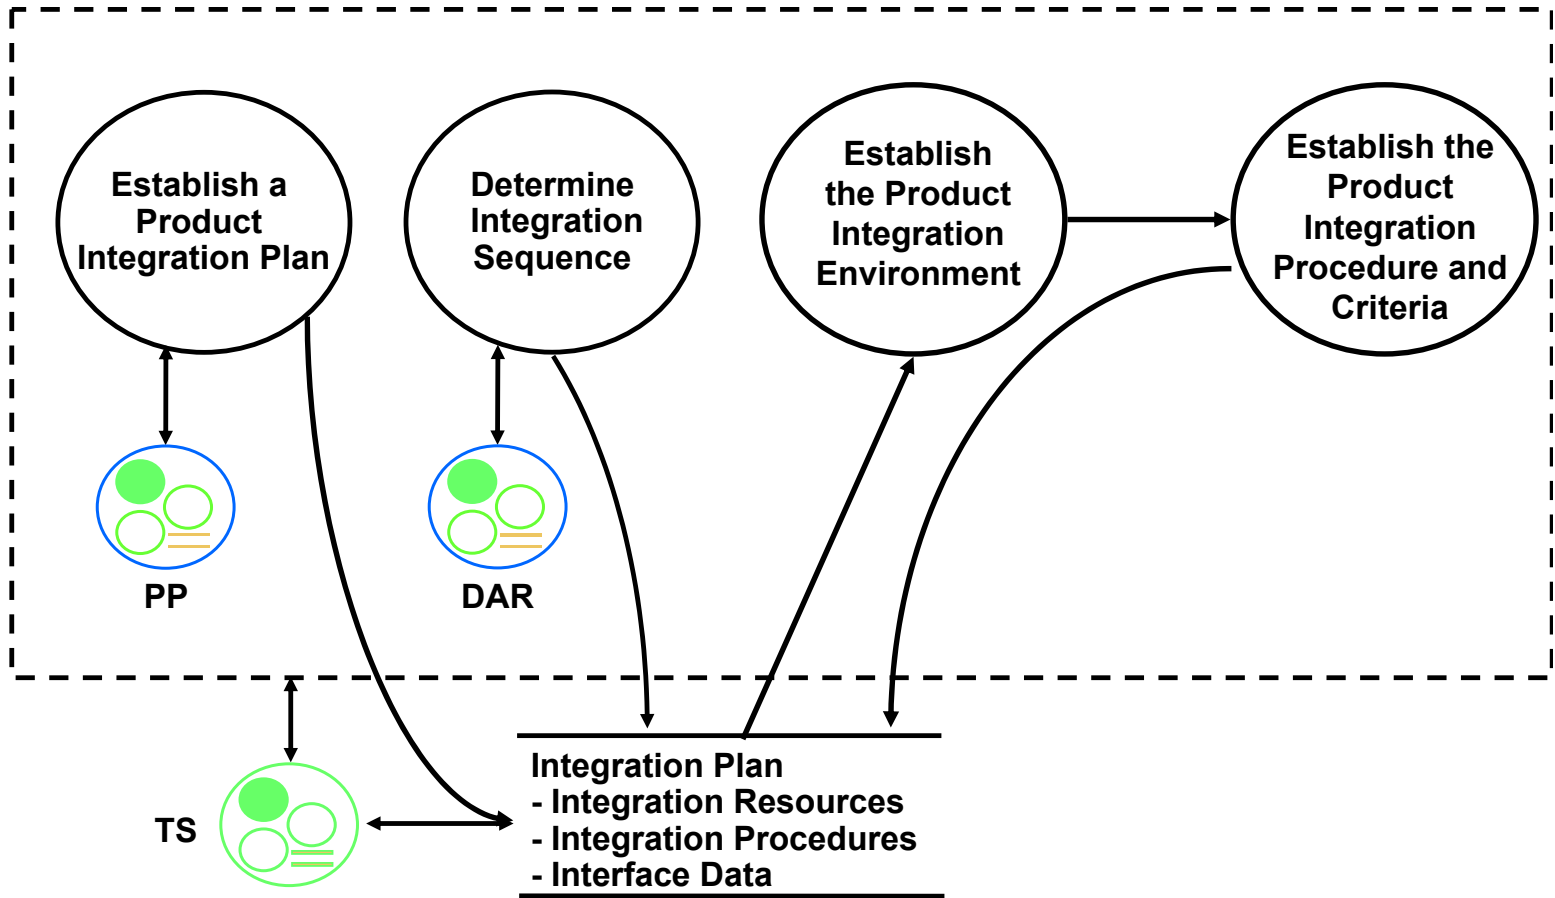 Establish a
Product
Integration Plan
Determine
Integration
Sequence
Establish
the Product
Integration
Environment
Establish the
Product
Integration
Procedure and
Criteria
PP
DAR
TS
Integration Plan
- Integration Resources
- Integration Procedures
- Interface Data